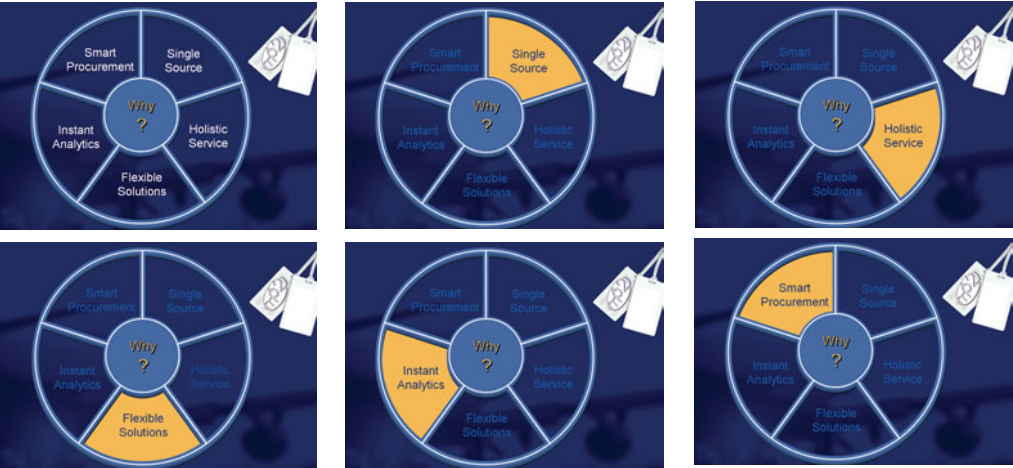 Smart
Procurement
Single
Source
Why
?
Instant
Analytics
Holistic
Service
Flexible
Solutions
Smart
Procurement
Single
Source
Why
?
Instant
Analytics
Holistic
Service
Flexible
Solutions
Smart
Procurement
Single
Source
Why
?
Instant
Analytics
Holistic
Service
Flexible
Solutions
Smart
Procurement
Single
Source
Why
?
Instant
Analytics
Holistic
Service
Flexible
Solutions
Smart
Procurement
Single
Source
Why
?
Instant
Analytics
Holistic
Service
Flexible
Solutions
Smart
Procurement
Single
Source
Why
?
Instant
Analytics
Holistic
Service
Flexible
Solutions